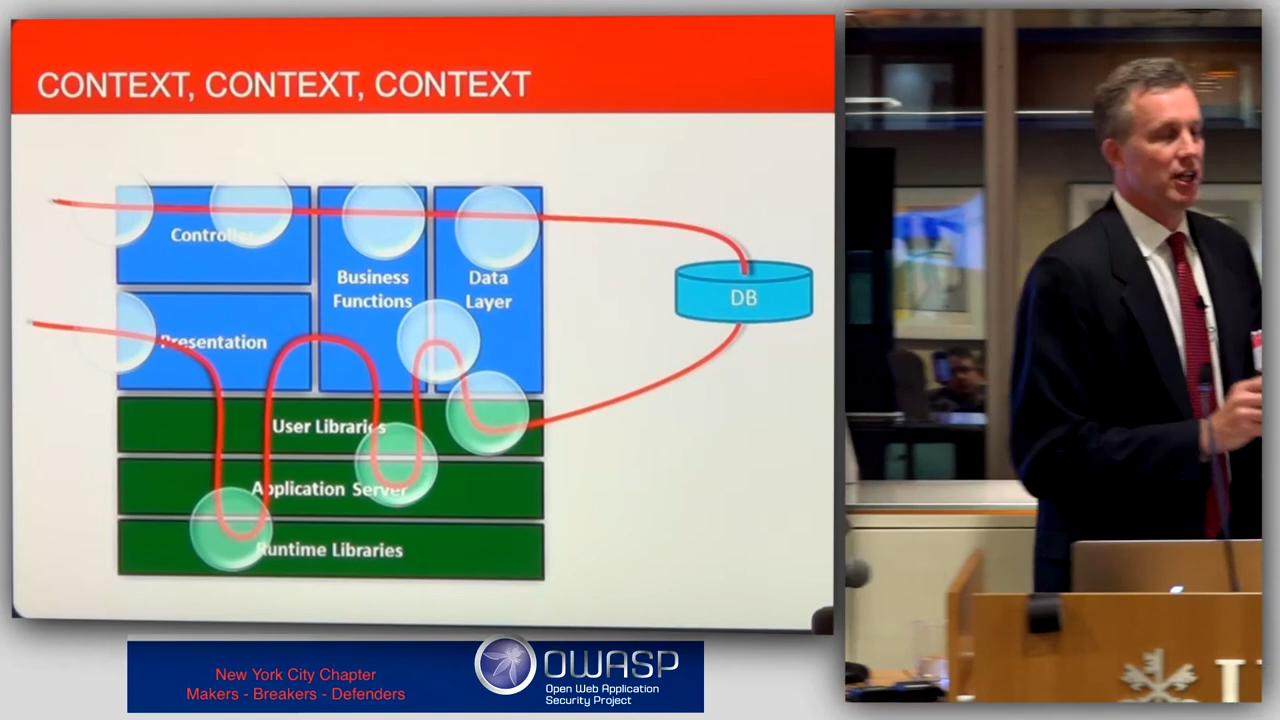 CONTEXT, CONTEXT, CONTEXT
Controller
Business
Functions
Data
Layer
DB
Presentation
User Libraries
Application Server
Runtime Libraries
New York City Chapter
Makers - Breakers - Defenders
OWASP
Open Web Application
Security Project